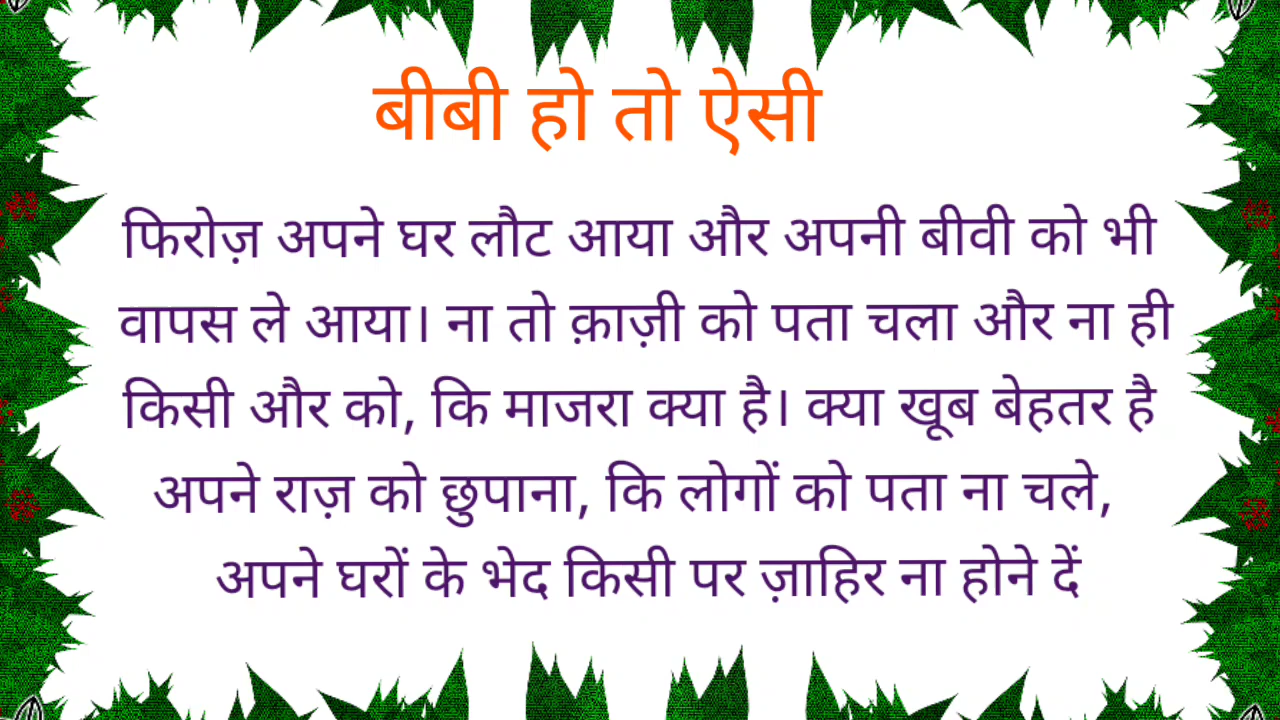 बीबी हो तो ऐसी
फिरोज़ अपने घर लौट आया और अपनी बीवी को भी
वापस ले आया। ना तो क़ाज़ी को पता चला और ना ही
किसी और को, कि माजरा क्या है। क्या खूब बेहतर है
अपने राज़ को छुपाना, कि लोगों को पता ना चले,
अपने घरों के भेद किसी पर ज़ाहिर ना होने दें